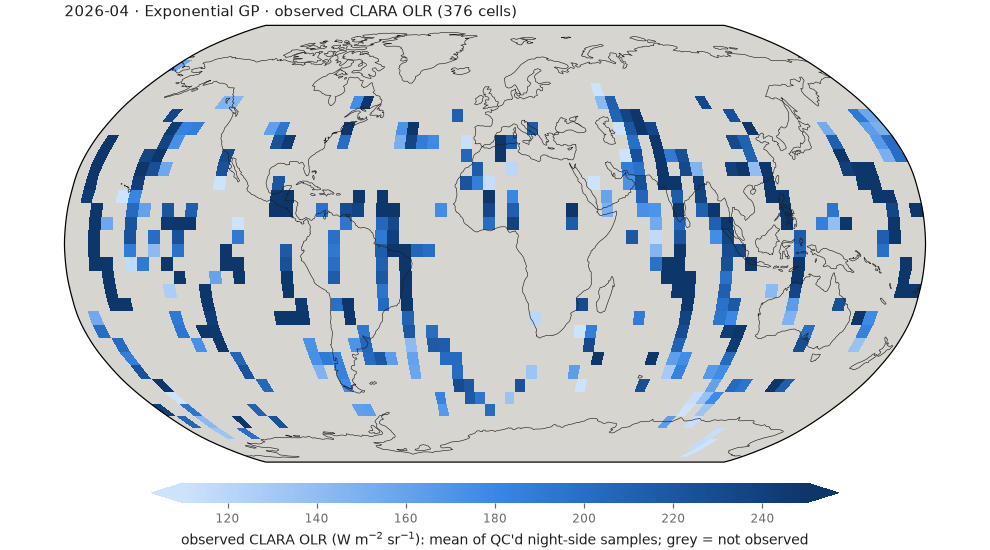 2026-04 · Exponential GP · observed CLARA OLR (376 cells)
120 140 160 180 200 220 240
observed CLARA OLR (W m⁻² sr⁻¹): mean of QC'd night-side samples; grey = not observed